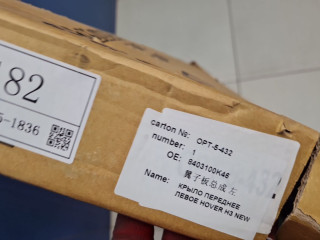 182
5-1836
carton №: OPT-5-432
number: 1
OE: 8403100K46
Name: 翼子板总成 左
КРЫЛО ПЕРЕДНЕЕ
ЛЕВОЕ HOVER H3 NEW